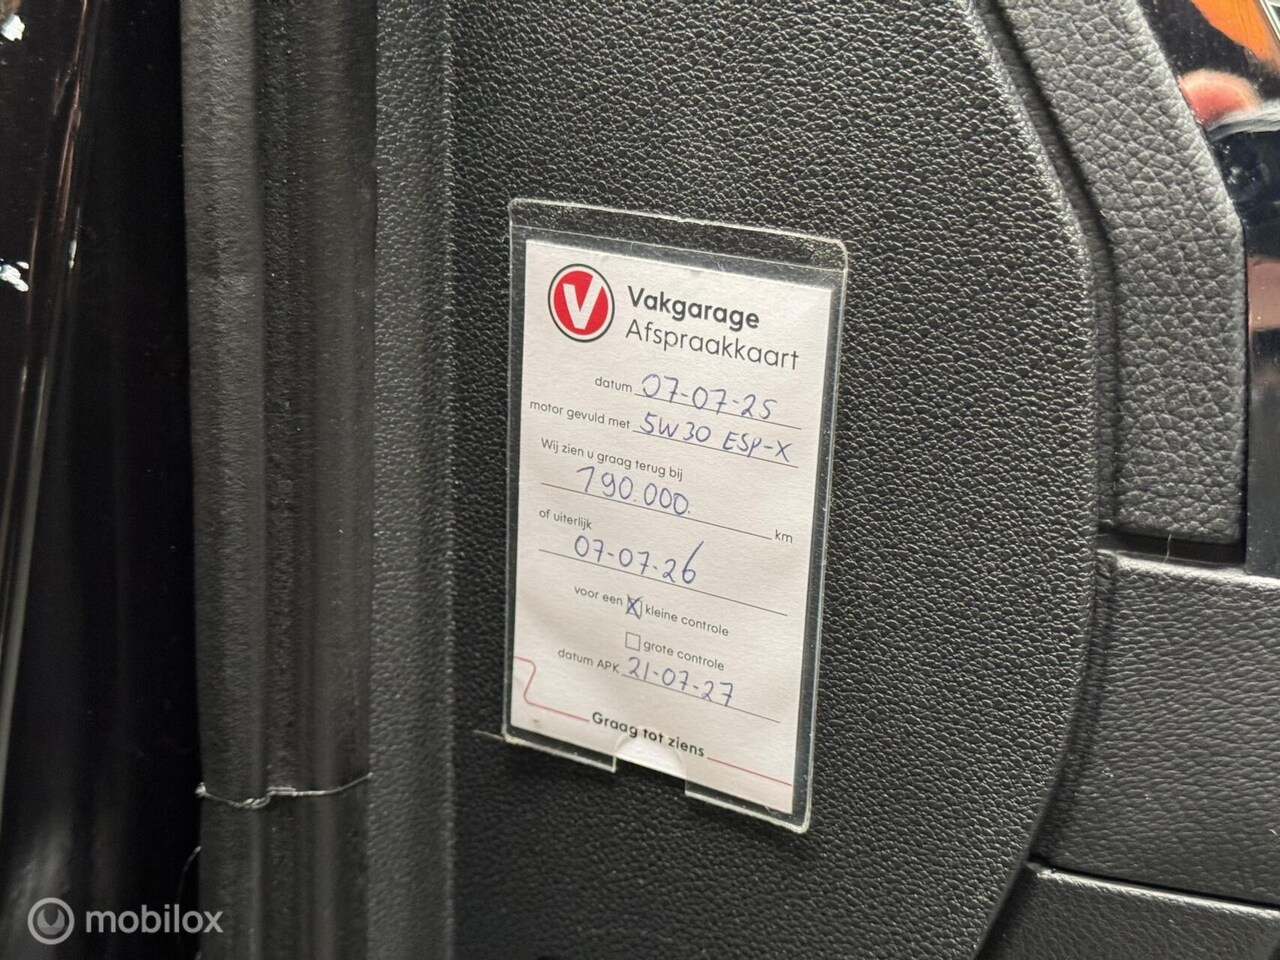 V
Vakgarage
Afspraakkaart
datum 07-07-25
motor gevuld met 5W30 ESP-X
Wij zien u graag terug bij
190.000. km
of uiterlijk
07-07-26
voor een X kleine controle
grote controle
datum APK 21-07-27
Graag tot ziens
mobilox